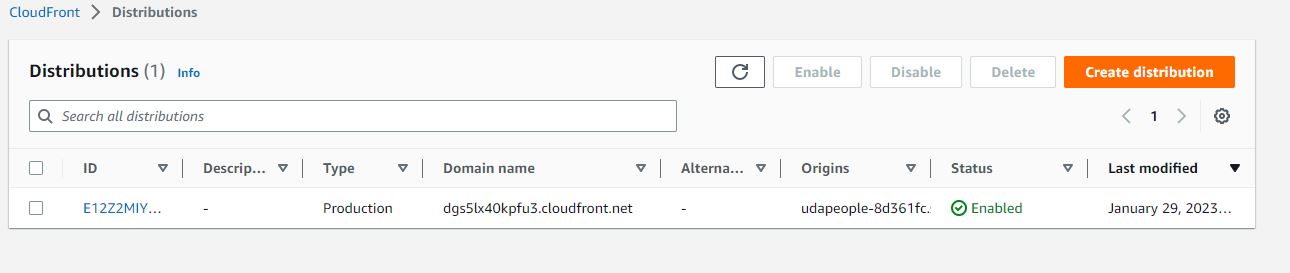 CloudFront > Distributions
Distributions (1) Info
Enable Disable Delete Create distribution
Search all distributions
1
ID Descrip... Type Domain name Alterna... Origins Status Last modified
E12Z2MIY... - Production dgs5lx40kpfu3.cloudfront.net - udapeople-8d361fc. Enabled January 29, 2023...